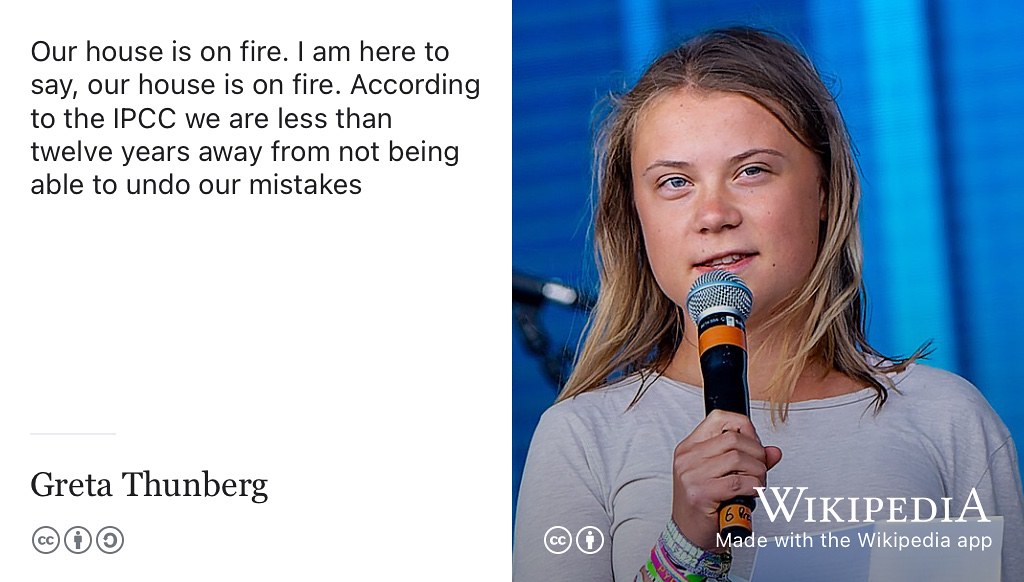 Our house is on fire. I am here to
say, our house is on fire. According
to the IPCC we are less than
twelve years away from not being
able to undo our mistakes
Greta Thunberg
cc
cc
WIKIPEDIA
Made with the Wikipedia app